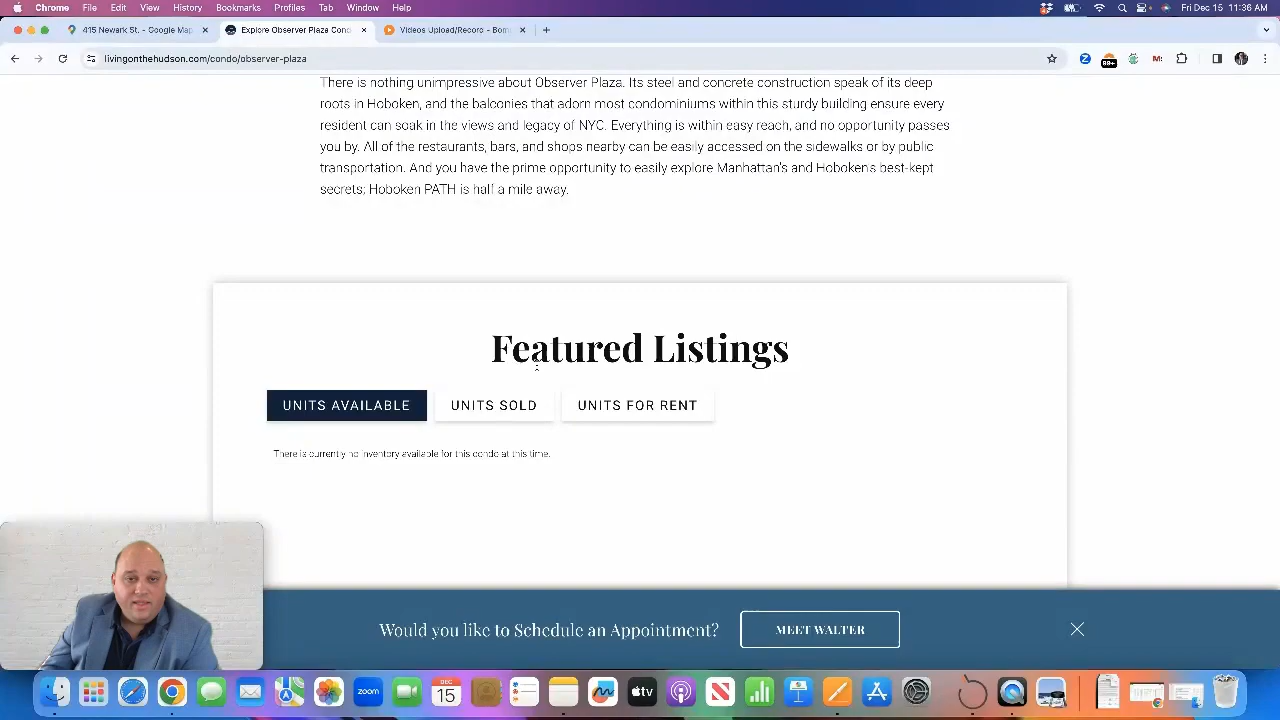 Chrome File Edit View History Bookmarks Profiles Tab Window Help
Fri Dec 15 11:36 AM
415 Newark St. - Google Map
Explore Observer Plaza Cond
Videos Upload/Record - Bom
livingonthehudson.com/condo/observer-plaza
99+
There is nothing unimpressive about Observer Plaza. Its steel and concrete construction speak of its deep
roots in Hoboken, and the balconies that adorn most condominiums within this sturdy building ensure every
resident can soak in the views and legacy of NYC. Everything is within easy reach, and no opportunity passes
you by. All of the restaurants, bars, and shops nearby can be easily accessed on the sidewalks or by public
transportation. And you have the prime opportunity to easily explore Manhattan's and Hoboken's best-kept
secrets; Hoboken PATH is half a mile away.
Featured Listings
UNITS AVAILABLE
UNITS SOLD
UNITS FOR RENT
There is currently no inventory available for this condo at this time.
Would you like to Schedule an Appointment?
MEET WALTER
zoom
DEC
15
tv